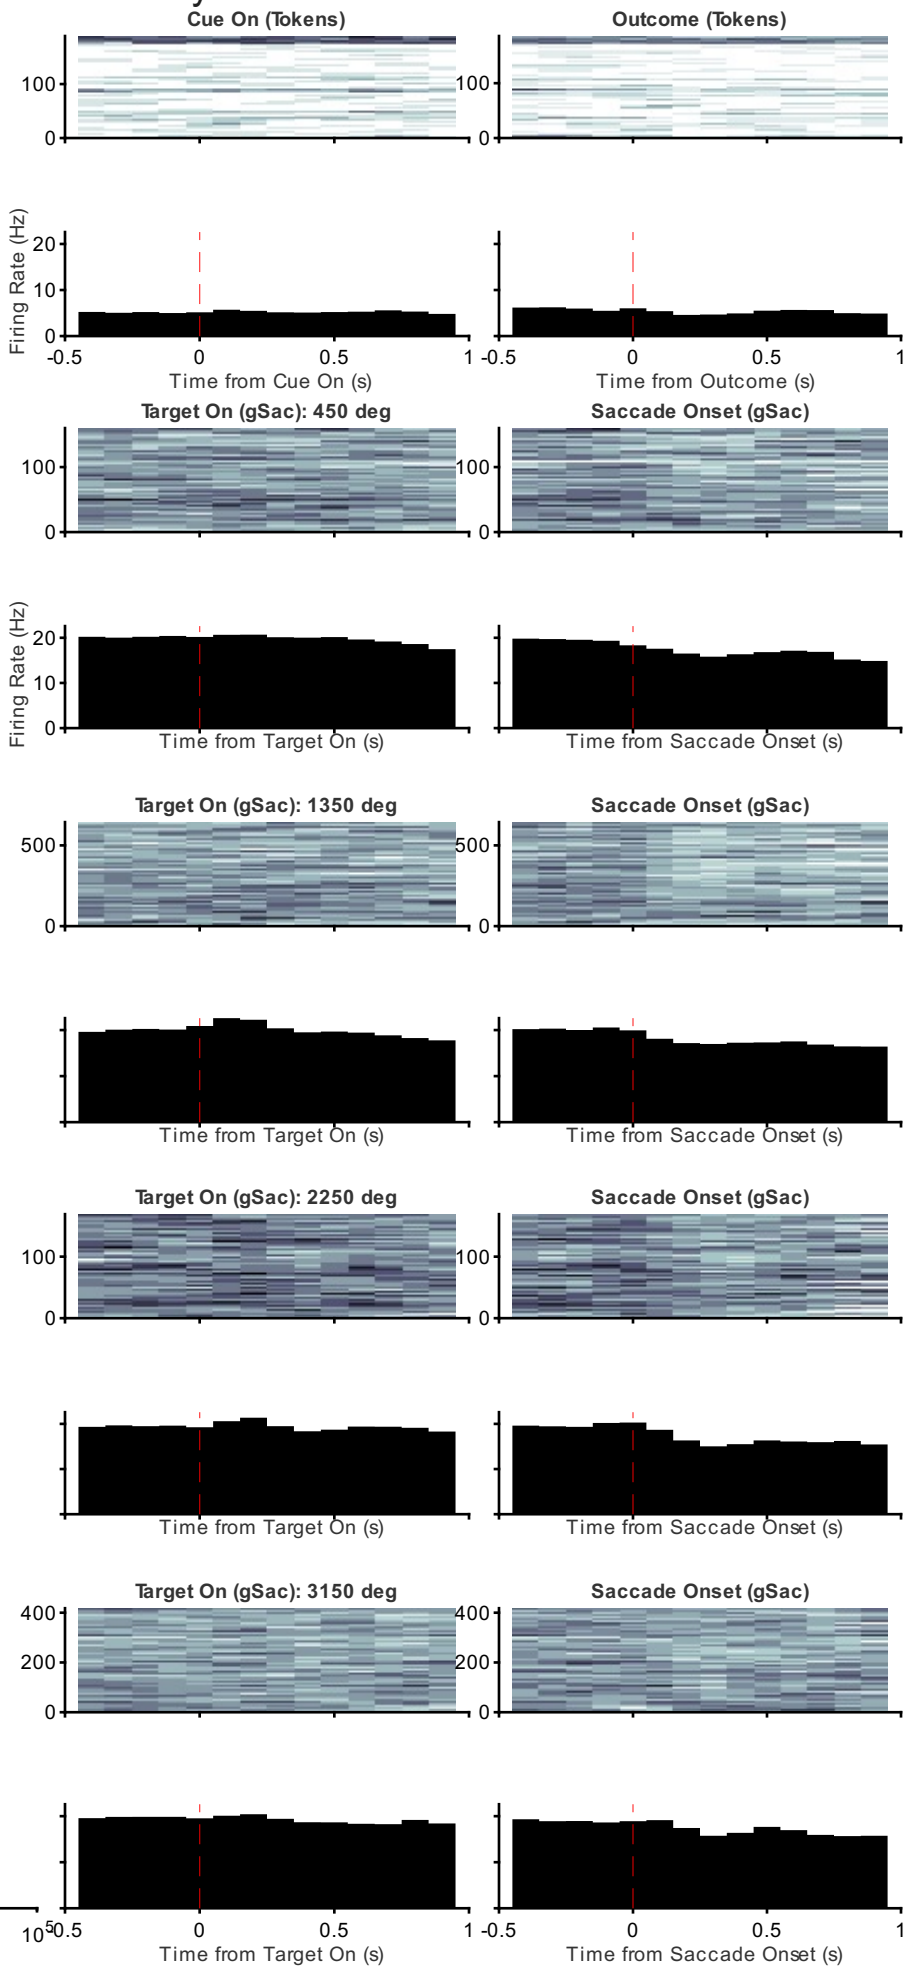 Cue On (Tokens)
Outcome (Tokens)
100
0
100
0
Firing Rate (Hz)
20
10
0
-0.5
0
0.5
1
Time from Cue On (s)
-0.5
0
0.5
1
Time from Outcome (s)
Target On (gSac): 450 deg
Saccade Onset (gSac)
100
0
100
0
Firing Rate (Hz)
20
10
0
Time from Target On (s)
Time from Saccade Onset (s)
Target On (gSac): 1350 deg
Saccade Onset (gSac)
500
0
500
0
Time from Target On (s)
Time from Saccade Onset (s)
Target On (gSac): 2250 deg
Saccade Onset (gSac)
100
0
100
0
Time from Target On (s)
Time from Saccade Onset (s)
Target On (gSac): 3150 deg
Saccade Onset (gSac)
400
200
0
400
200
0
10⁵
-0.5
0
0.5
1
Time from Target On (s)
-0.5
0
0.5
1
Time from Saccade Onset (s)